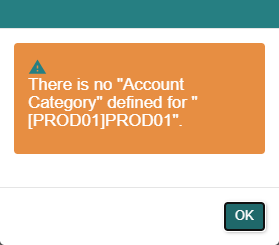 There is no "Account
Category" defined for "
[PROD01]PROD01".
OK